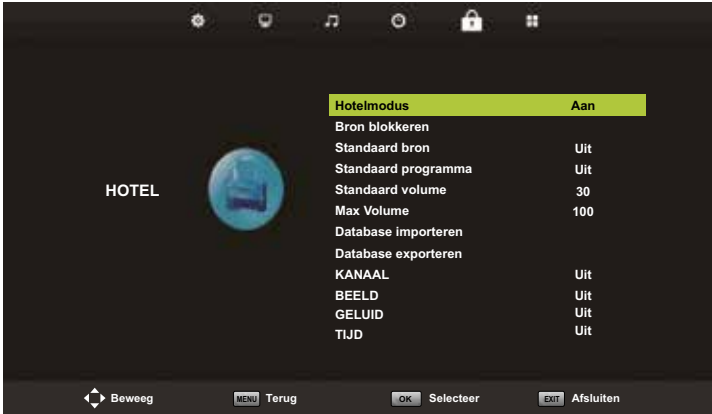 Hotelmodus Aan
Bron blokkeren
Standaard bron Uit
Standaard programma Uit
HOTEL
Standaard volume 30
Max Volume 100
Database importeren
Database exporteren
KANAAL Uit
BEELD Uit
GELUID Uit
TIJD Uit
Beweeg MENU Terug OK Selecteer EXIT Afsluiten